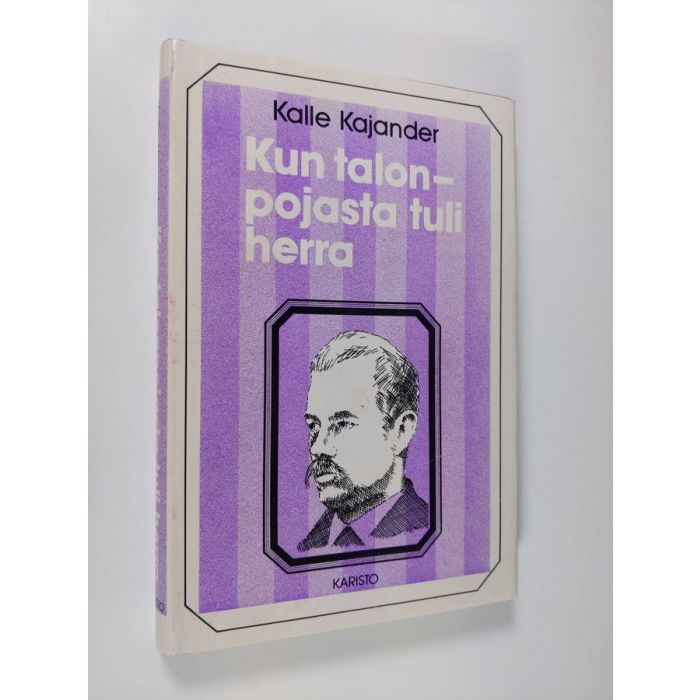 Kalle Kajander
Kun talon-
pojasta tuli
herra
KARISTO